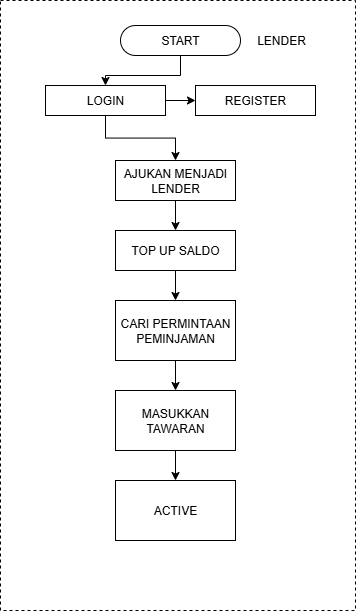 START
LENDER
LOGIN
REGISTER
AJUKAN MENJADI
LENDER
TOP UP SALDO
CARI PERMINTAAN
PEMINJAMAN
MASUKKAN
TAWARAN
ACTIVE